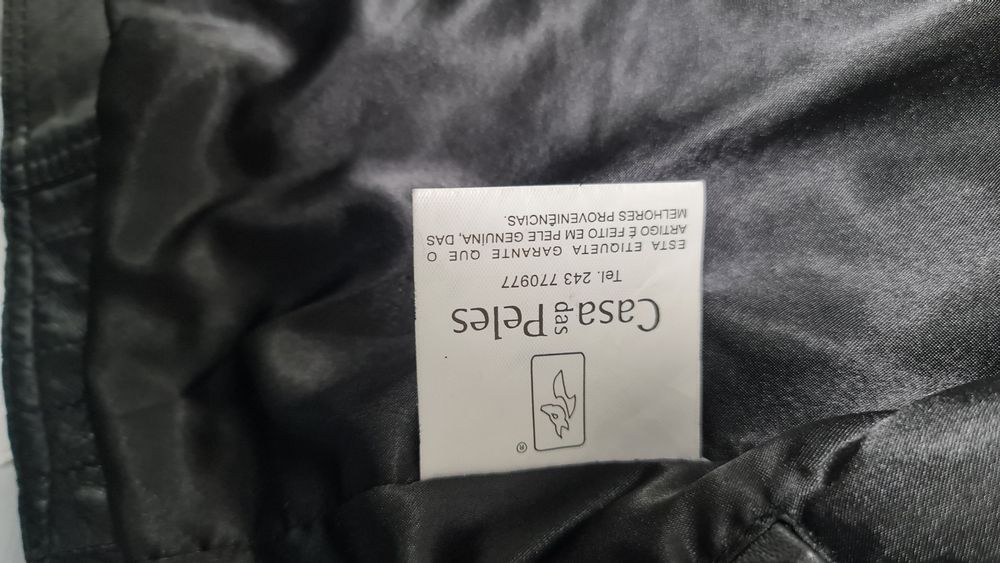 ®
Casa das Peles
Tel. 243 770977
ESTA ETIQUETA GARANTE QUE O
ARTIGO É FEITO EM PELE GENUÍNA, DAS
MELHORES PROVENIÊNCIAS.